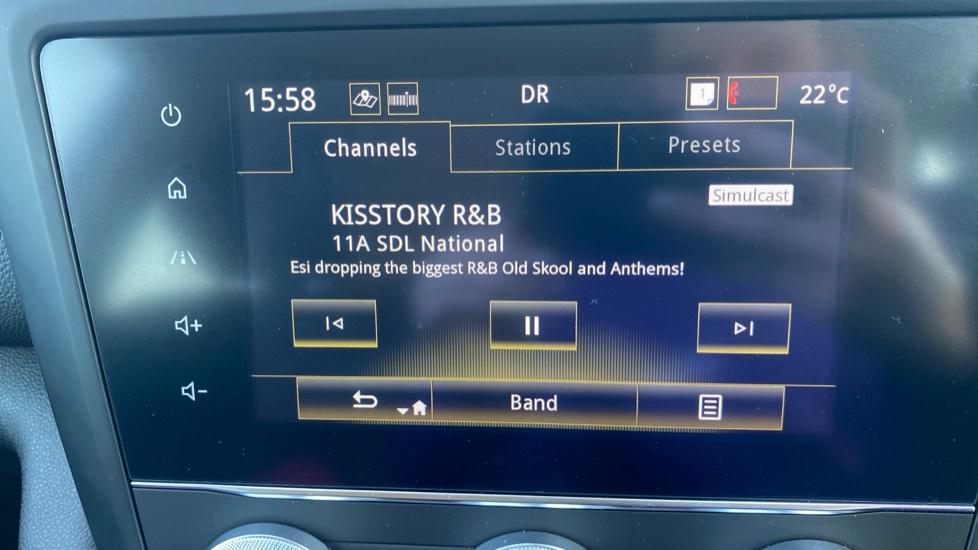 15:58 DR 1 22°C
Channels Stations Presets
Simulcast
KISSTORY R&B
11A SDL National
Esi dropping the biggest R&B Old Skool and Anthems!
Band